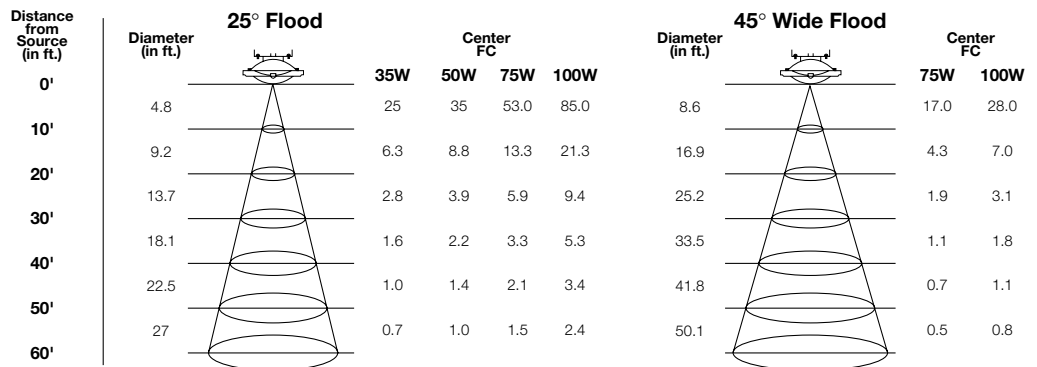 Distance
from
Source
(in ft.)
25° Flood
45° Wide Flood
Diameter
(in ft.)
Center
FC
Diameter
(in ft.)
Center
FC
35W 50W 75W 100W
75W 100W
0'
4.8 25 35 53.0 85.0 8.6 17.0 28.0
10'
9.2 6.3 8.8 13.3 21.3 16.9 4.3 7.0
20'
13.7 2.8 3.9 5.9 9.4 25.2 1.9 3.1
30'
18.1 1.6 2.2 3.3 5.3 33.5 1.1 1.8
40'
22.5 1.0 1.4 2.1 3.4 41.8 0.7 1.1
50'
27 0.7 1.0 1.5 2.4 50.1 0.5 0.8
60'